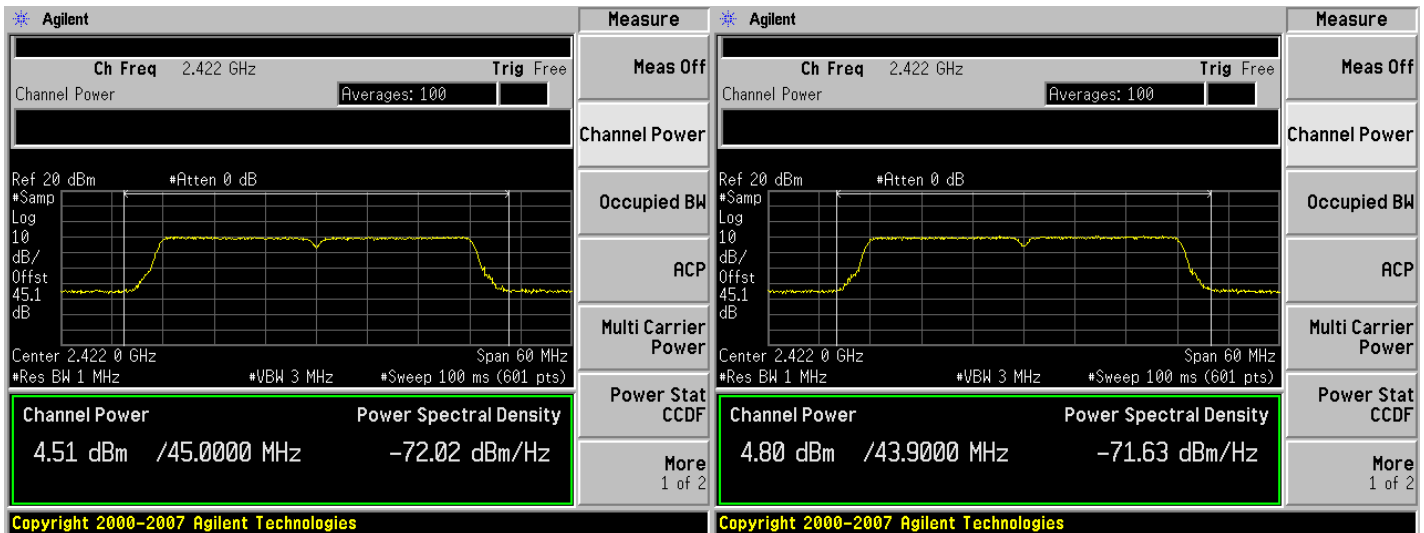 Agilent
Measure
Ch Freq 2.422 GHz Trig Free
Channel Power Averages: 100
Ref 20 dBm #Atten 0 dB
#Samp
Log
10
dB/
Offst
45.1
dB
Center 2.422 0 GHz Span 60 MHz
#Res BW 1 MHz #VBW 3 MHz #Sweep 100 ms (601 pts)
Channel Power Power Spectral Density
4.51 dBm /45.0000 MHz -72.02 dBm/Hz
Copyright 2000-2007 Agilent Technologies
Meas Off
Channel Power
Occupied BW
ACP
Multi Carrier
Power
Power Stat
CCDF
More
1 of 2
Agilent
Measure
Ch Freq 2.422 GHz Trig Free
Channel Power Averages: 100
Ref 20 dBm #Atten 0 dB
#Samp
Log
10
dB/
Offst
45.1
dB
Center 2.422 0 GHz Span 60 MHz
#Res BW 1 MHz #VBW 3 MHz #Sweep 100 ms (601 pts)
Channel Power Power Spectral Density
4.80 dBm /43.9000 MHz -71.63 dBm/Hz
Copyright 2000-2007 Agilent Technologies
Meas Off
Channel Power
Occupied BW
ACP
Multi Carrier
Power
Power Stat
CCDF
More
1 of 2